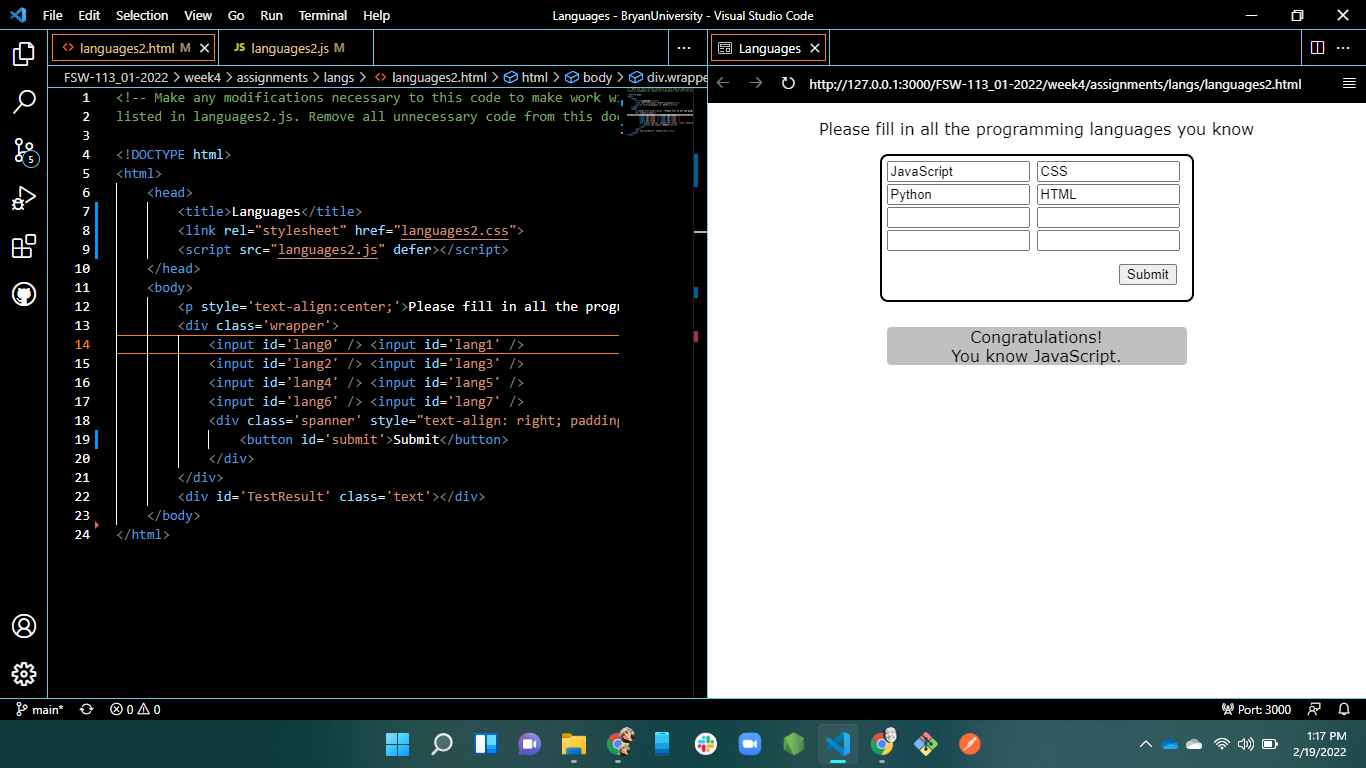 File Edit Selection View Go Run Terminal Help
Languages - BryanUniversity - Visual Studio Code
languages2.html M
JS languages2.js M
FSW-113_01-2022 > week4 > assignments > langs > languages2.html > html > body > div.wrappe
1 <!-- Make any modifications necessary to this code to make work w
2 listed in languages2.js. Remove all unnecessary code from this do
3
4 <!DOCTYPE html>
5 <html>
6 <head>
7 <title>Languages</title>
8 <link rel="stylesheet" href="languages2.css">
9 <script src="languages2.js" defer></script>
10 </head>
11 <body>
12 <p style='text-align:center;'>Please fill in all the prog
13 <div class='wrapper'>
14 <input id='lang0' /> <input id='lang1' />
15 <input id='lang2' /> <input id='lang3' />
16 <input id='lang4' /> <input id='lang5' />
17 <input id='lang6' /> <input id='lang7' />
18 <div class='spanner' style="text-align: right; padding
19 <button id='submit'>Submit</button>
20 </div>
21 </div>
22 <div id='TestResult' class='text'></div>
23 </body>
24 </html>
Languages
http://127.0.0.1:3000/FSW-113_01-2022/week4/assignments/langs/languages2.html
Please fill in all the programming languages you know
JavaScript CSS
Python HTML
Submit
Congratulations!
You know JavaScript.
5
main* 0 0
Port: 3000
1:17 PM
2/19/2022